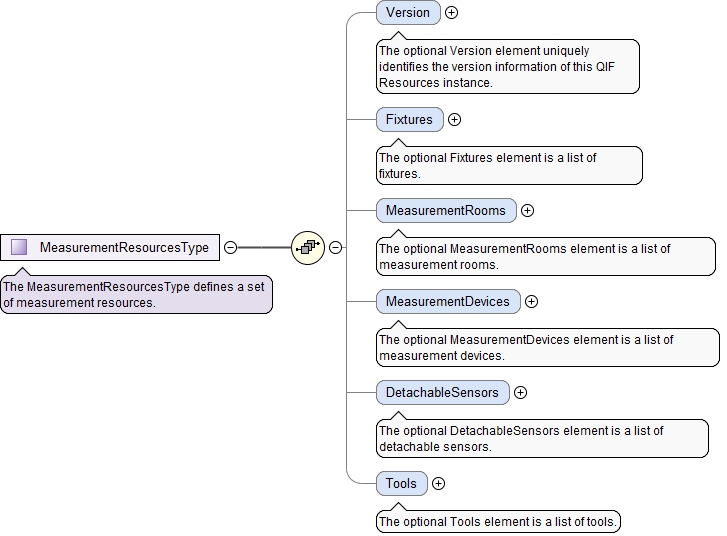 Version
The optional Version element uniquely
identifies the version information of this QIF
Resources instance.
Fixtures
The optional Fixtures element is a list of
fixtures.
MeasurementRooms
The optional MeasurementRooms element is a list of
measurement rooms.
MeasurementResourcesType
The MeasurementResourcesType defines a set
of measurement resources.
MeasurementDevices
The optional MeasurementDevices element is a list of
measurement devices.
DetachableSensors
The optional DetachableSensors element is a list of
detachable sensors.
Tools
The optional Tools element is a list of tools.